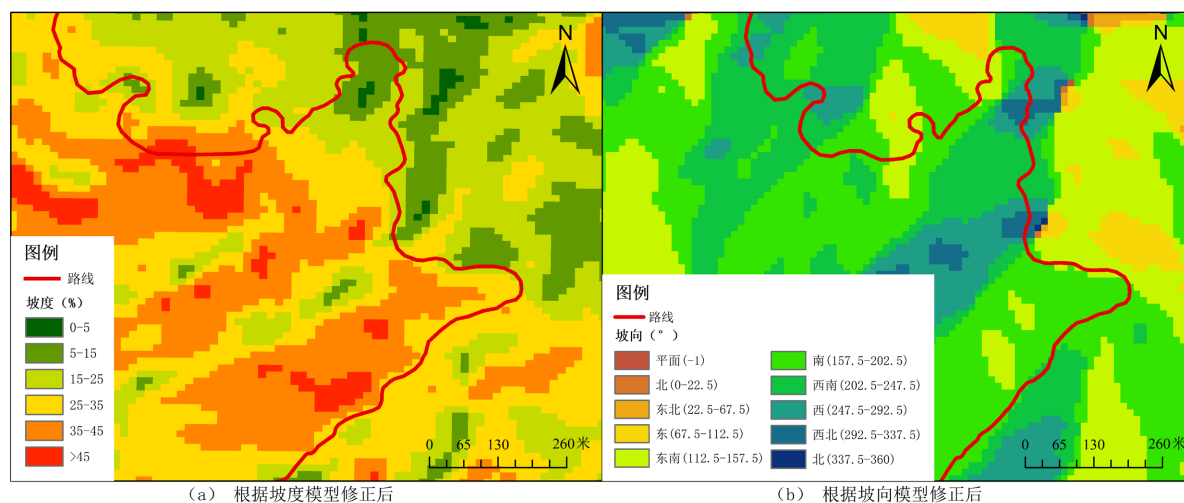 N
图例
路线
坡度（%）
0-5
5-15
15-25
25-35
35-45
>45
0 65 130 260米
（a） 根据坡度模型修正后
N
图例
路线
坡向（°）
平面(-1)
北(0-22.5)
东北(22.5-67.5)
东(67.5-112.5)
东南(112.5-157.5)
南(157.5-202.5)
西南(202.5-247.5)
西(247.5-292.5)
西北(292.5-337.5)
北(337.5-360)
0 65 130 260米
（b） 根据坡向模型修正后